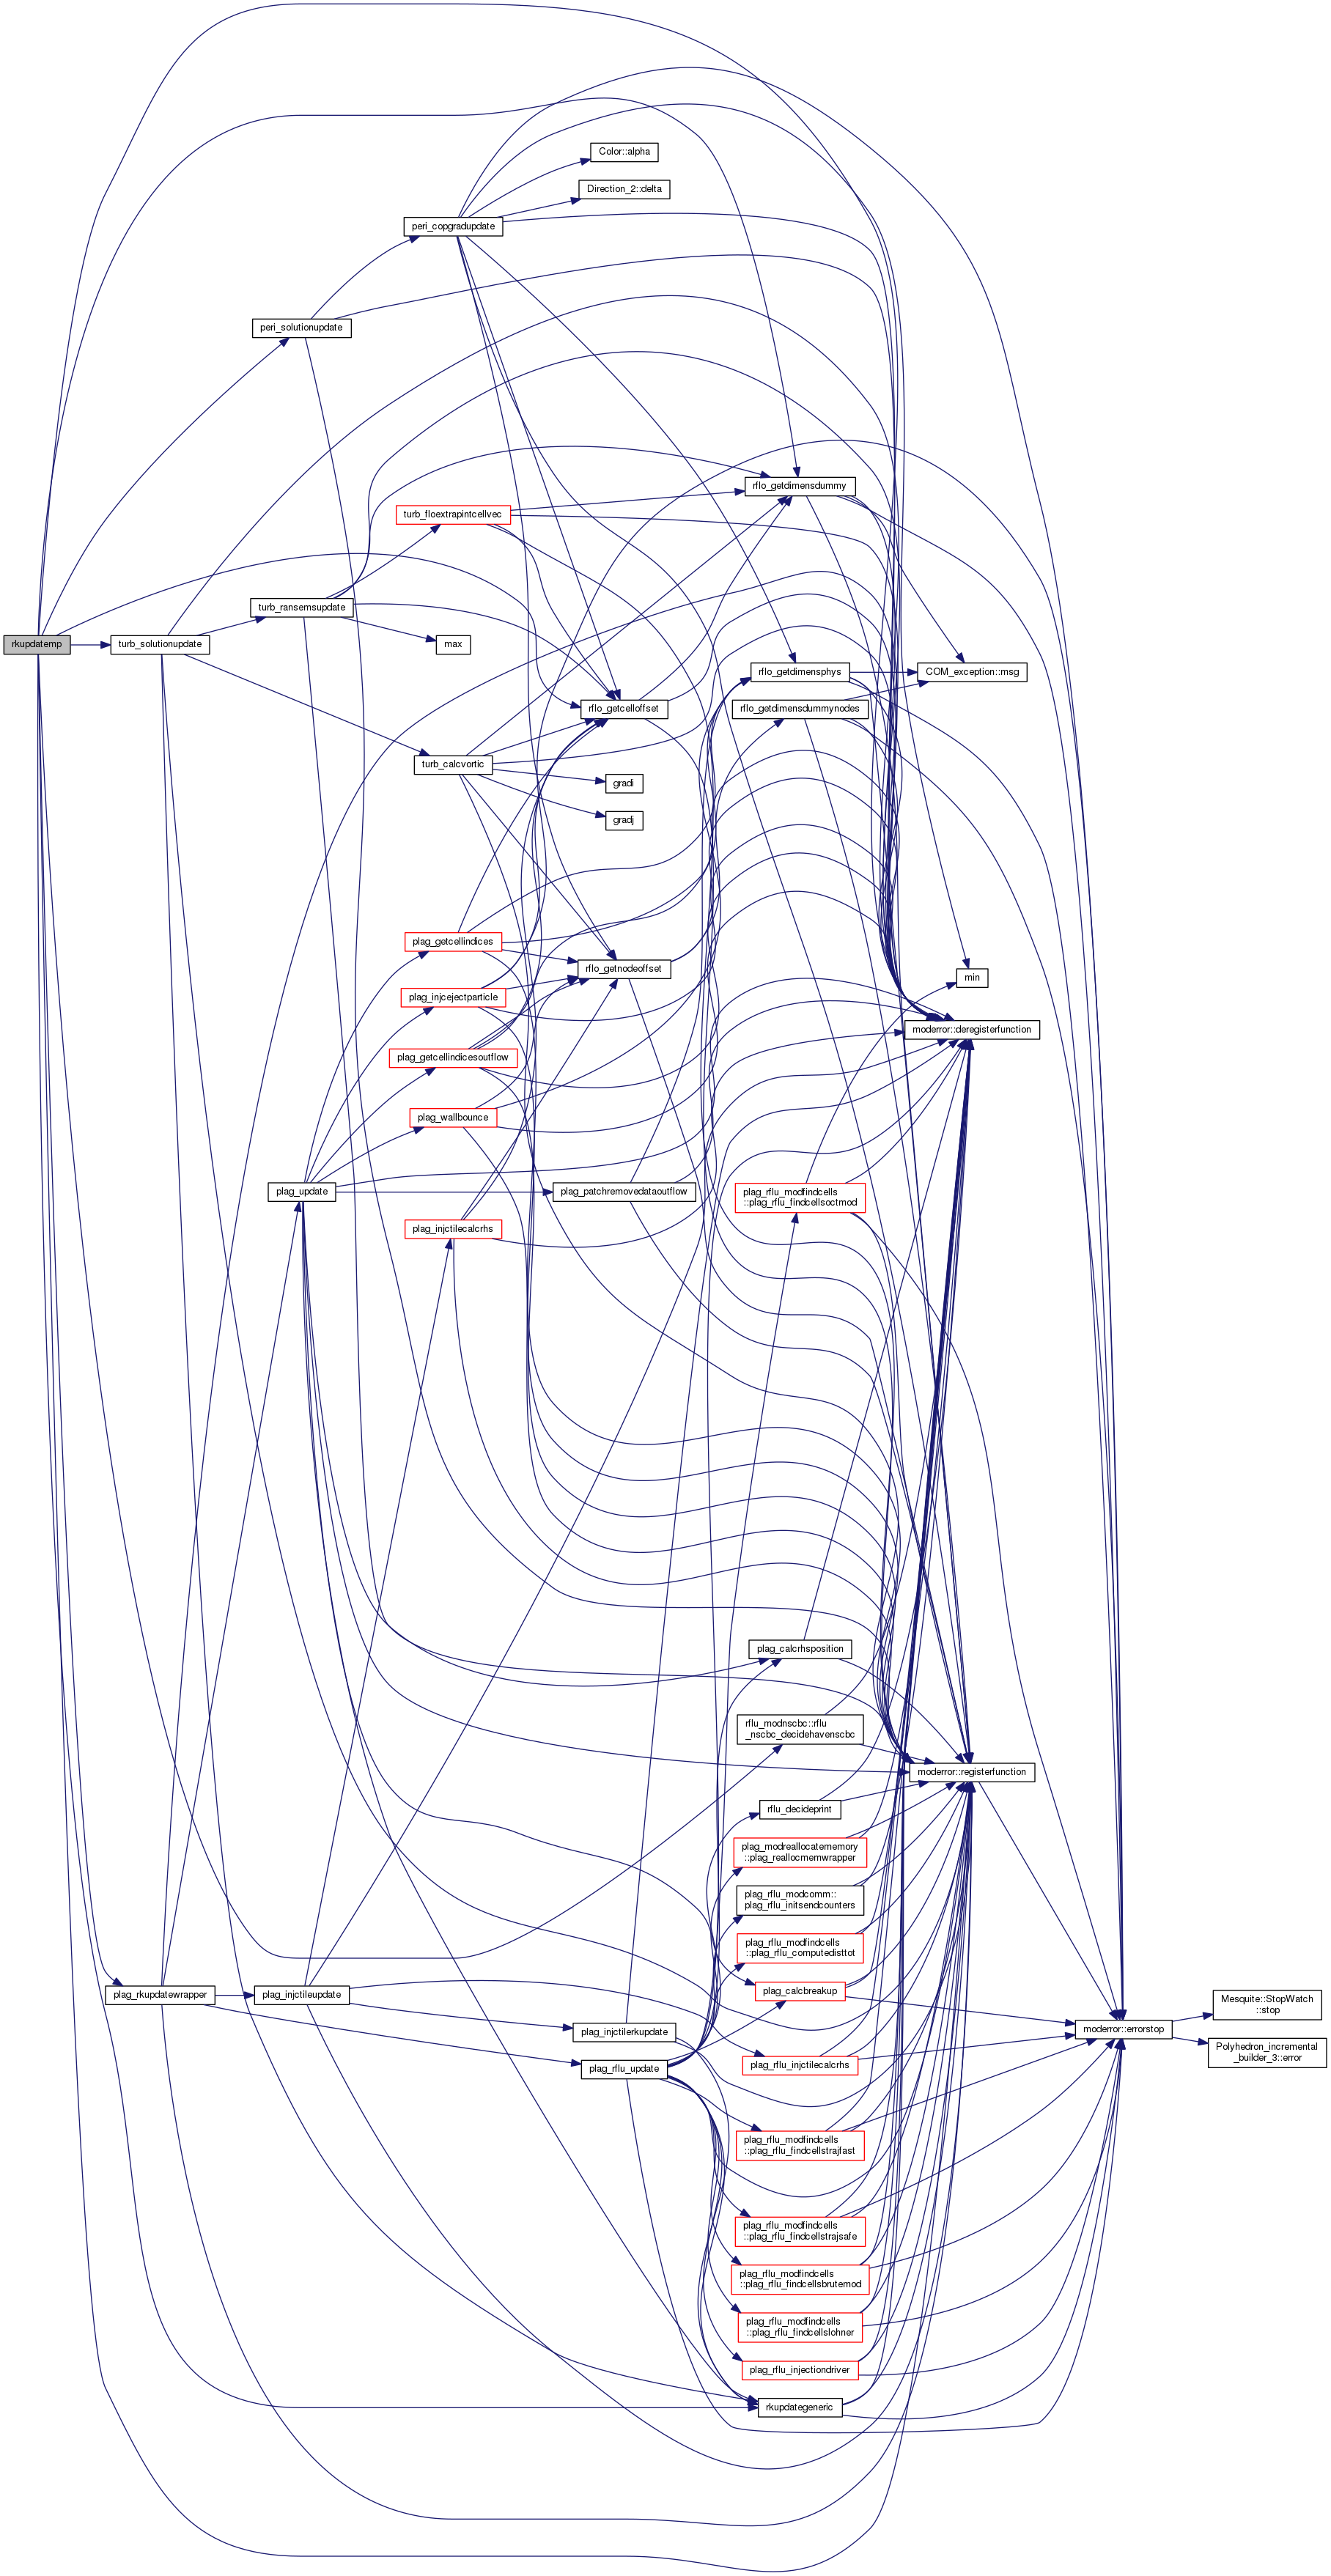 Color::alpha
Direction_2::delta
peri_copgradupdate
peri_solutionupdate
rflo_getdimensdummy
turb_floextrapintcellvec
turb_ransemsupdate
rkupdatemp
turb_solutionupdate
max
rflo_getdimensphys
COM_exception::msg
rflo_getcelloffset
rflo_getdimensdummynodes
turb_calcvortic
gradi
gradj
plag_getcellindices
rflo_getnodeoffset
min
plag_injcejectparticle
moderror::deregisterfunction
plag_getcellindicesoutflow
plag_wallbounce
plag_update
plag_patchremovedataoutflow
plag_rflu_modfindcells
::plag_rflu_findcellsoctmod
plag_injctilecalcrhs
plag_calcrhsposition
rflu_modnscbc::rflu
_nscbc_decidehavenscbc
moderror::registerfunction
rflu_decideprint
plag_modreallocatememory
::plag_reallocmemwrapper
plag_rflu_modcomm::
plag_rflu_initsendcounters
plag_rflu_modfindcells
::plag_rflu_computedisttot
plag_rkupdatewrapper
plag_injctileupdate
plag_calcbreakup
Mesquite::StopWatch
::stop
plag_injctilerkupdate
moderror::errorstop
Polyhedron_incremental
_builder_3::error
plag_rflu_injctilecalcrhs
plag_rflu_update
plag_rflu_modfindcells
::plag_rflu_findcellstrajfast
plag_rflu_modfindcells
::plag_rflu_findcellstrajsafe
plag_rflu_modfindcells
::plag_rflu_findcellsbrutemod
plag_rflu_modfindcells
::plag_rflu_findcellslohner
plag_rflu_injectiondriver
rkupdategeneric